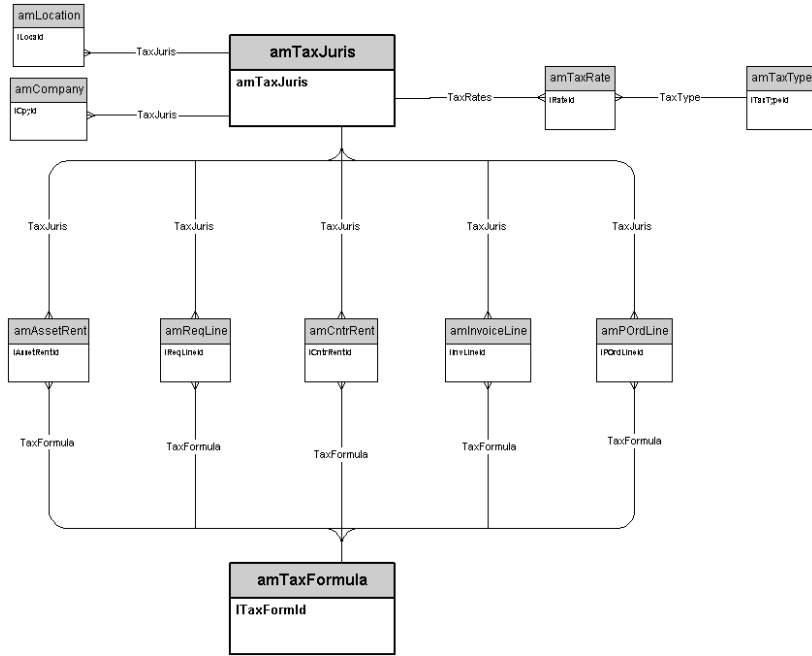 amLocation
lLocaId
TaxJuris
amTaxJuris
amTaxJuris
amCompany
lCpyId
TaxJuris
TaxRates
amTaxRate
lRateId
TaxType
amTaxType
lTaxTypeId
TaxJuris
TaxJuris
TaxJuris
TaxJuris
TaxJuris
amAssetRent
lAssetRentId
amReqLine
lReqLineId
amCntrRent
lCntrRentId
amInvoiceLine
lInvLineId
amPOrdLine
lPOrdLineId
TaxFormula
TaxFormula
TaxFormula
TaxFormula
TaxFormula
amTaxFormula
lTaxFormId